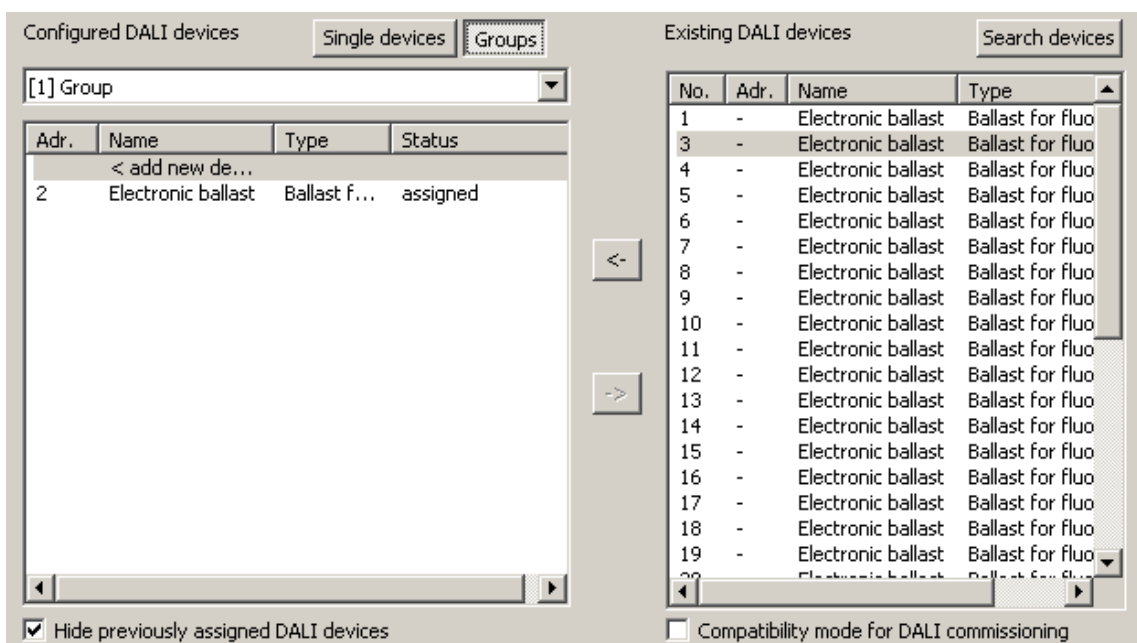 Configured DALI devices Single devices Groups
[1] Group
Adr. Name Type Status
< add new de...
2 Electronic ballast Ballast f... assigned
Hide previously assigned DALI devices
<-
->
Existing DALI devices Search devices
No. Adr. Name Type
1 - Electronic ballast Ballast for fluo
3 - Electronic ballast Ballast for fluo
4 - Electronic ballast Ballast for fluo
5 - Electronic ballast Ballast for fluo
6 - Electronic ballast Ballast for fluo
7 - Electronic ballast Ballast for fluo
8 - Electronic ballast Ballast for fluo
9 - Electronic ballast Ballast for fluo
10 - Electronic ballast Ballast for fluo
11 - Electronic ballast Ballast for fluo
12 - Electronic ballast Ballast for fluo
13 - Electronic ballast Ballast for fluo
14 - Electronic ballast Ballast for fluo
15 - Electronic ballast Ballast for fluo
16 - Electronic ballast Ballast for fluo
17 - Electronic ballast Ballast for fluo
18 - Electronic ballast Ballast for fluo
19 - Electronic ballast Ballast for fluo
Compatibility mode for DALI commissioning